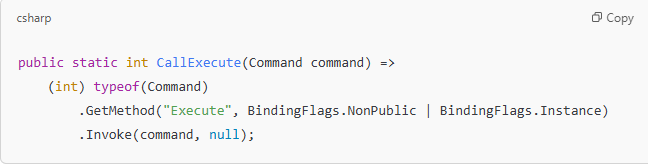 csharp
Copy
public static int CallExecute(Command command) =>
    (int) typeof(Command)
        .GetMethod("Execute", BindingFlags.NonPublic | BindingFlags.Instance)
        .Invoke(command, null);